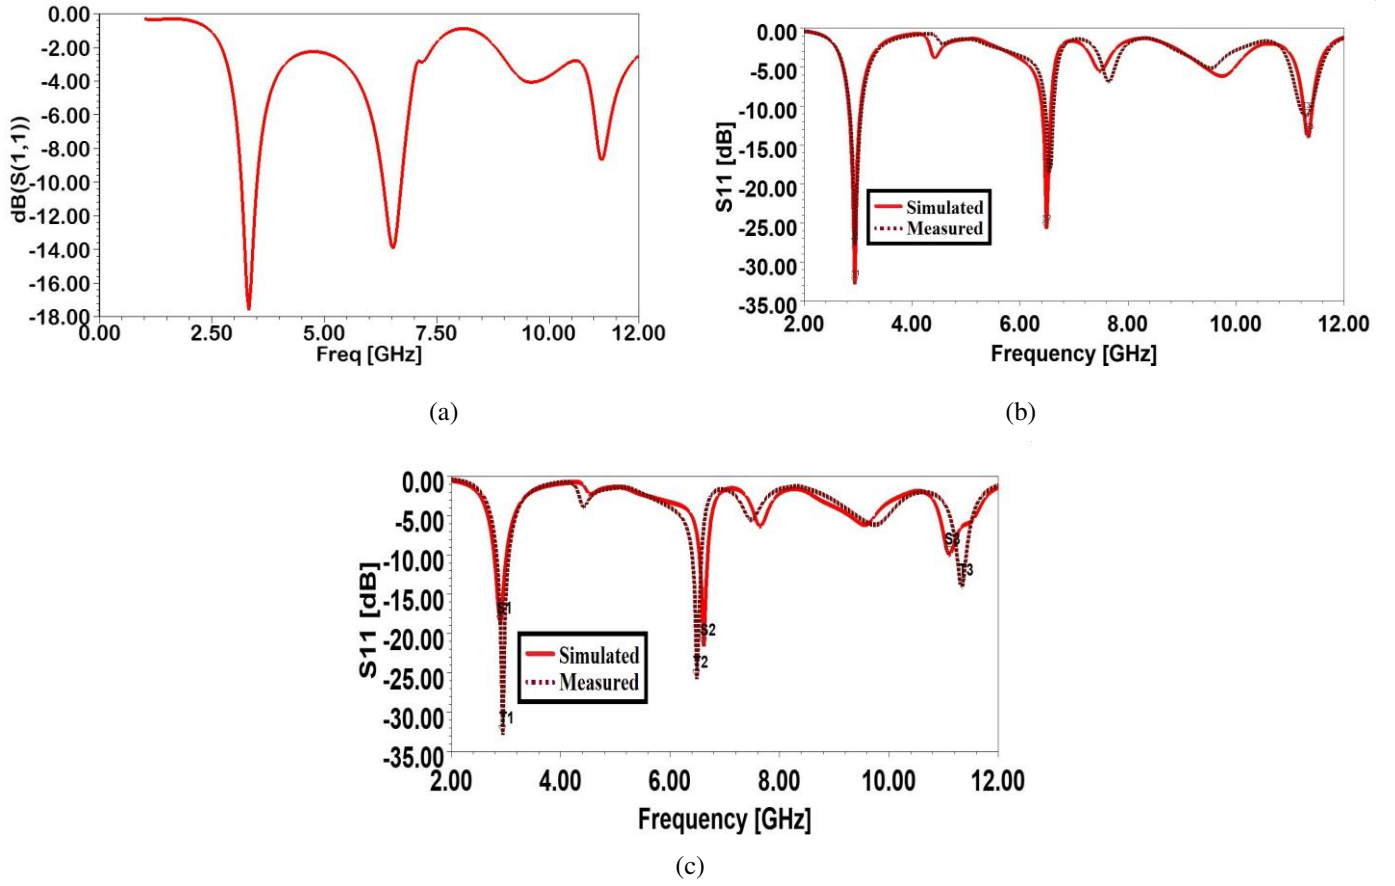 0.00
-2.00
-4.00
-6.00
-8.00
-10.00
-12.00
-14.00
-16.00
-18.00
dB(S(1,1))
0.00 2.50 5.00 7.50 10.00 12.50
Freq [GHz]
(a)
0.00
-5.00
-10.00
-15.00
-20.00
-25.00
-30.00
-35.00
S11 [dB]
Simulated
Measured
2.00 4.00 6.00 8.00 10.00 12.00
Frequency [GHz]
(b)
0.00
-5.00
-10.00
-15.00
-20.00
-25.00
-30.00
-35.00
S11 [dB]
S1
T1
S2
T2
S3
T3
Simulated
Measured
2.00 4.00 6.00 8.00 10.00 12.00
Frequency [GHz]
(c)